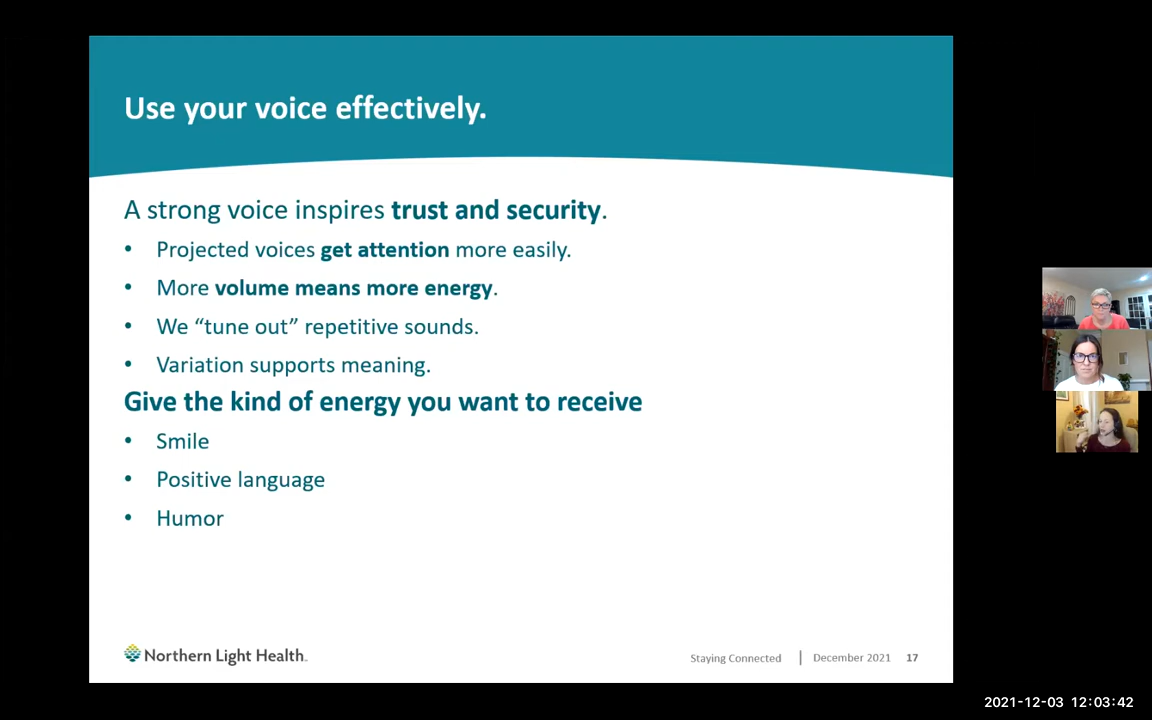 Use your voice effectively.
A strong voice inspires trust and security.
• Projected voices get attention more easily.
• More volume means more energy.
• We “tune out” repetitive sounds.
• Variation supports meaning.
Give the kind of energy you want to receive
• Smile
• Positive language
• Humor
Northern Light Health
Staying Connected | December 2021 17
2021-12-03 12:03:42